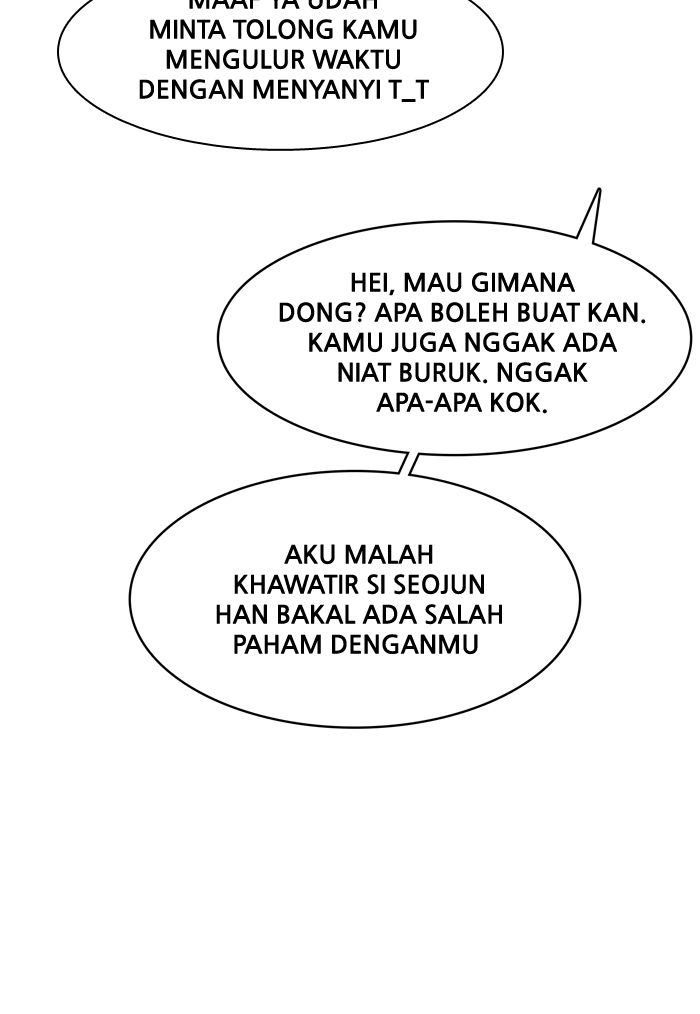 MAAF YA UDAH
MINTA TOLONG KAMU
MENGULUR WAKTU
DENGAN MENYANYI T_T
HEI, MAU GIMANA
DONG? APA BOLEH BUAT KAN.
KAMU JUGA NGGAK ADA
NIAT BURUK. NGGAK
APA-APA KOK.
AKU MALAH
KHAWATIR SI SEOJUN
HAN BAKAL ADA SALAH
PAHAM DENGANMU